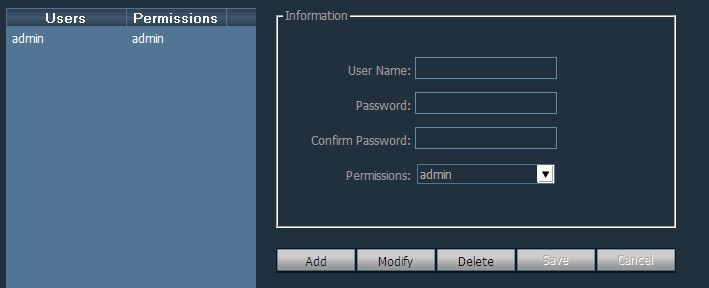 Users Permissions
admin admin
Information
User Name:
Password:
Confirm Password:
Permissions: admin
Add Modify Delete Save Cancel